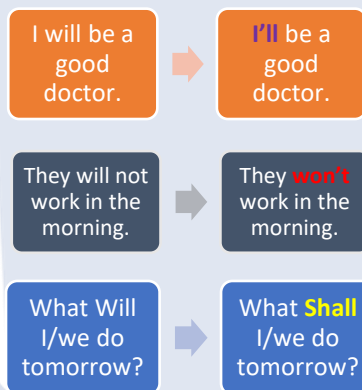 I will be a
good
doctor.
I'll be a
good
doctor.
They will not
work in the
morning.
They won't
work in the
morning.
What Will
I/we do
tomorrow?
What Shall
I/we do
tomorrow?